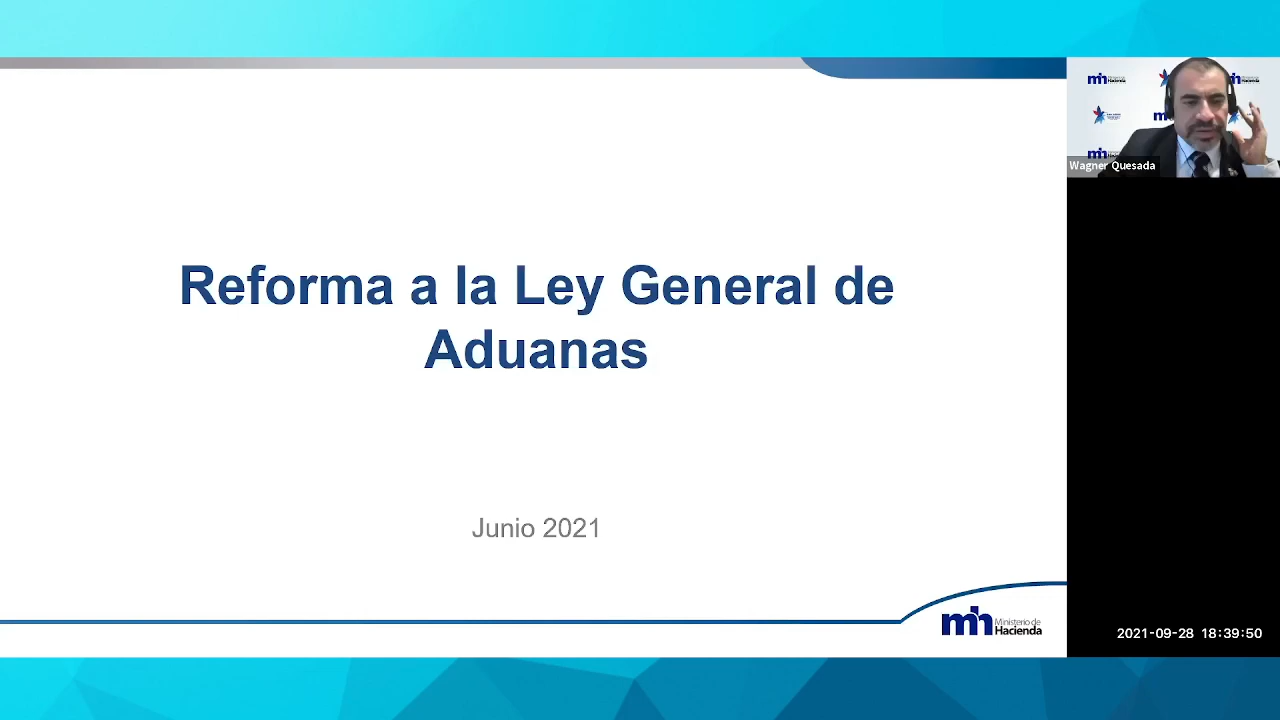 Reforma a la Ley General de
Aduanas
Junio 2021
mh Ministerio de
Hacienda
Wagner Quesada
2021-09-28 18:39:50